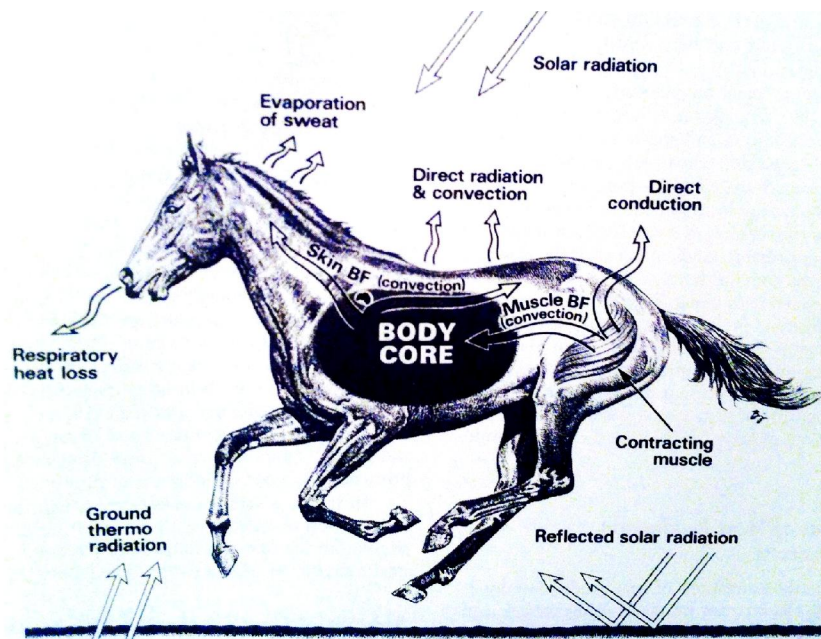 Solar radiation
Evaporation
of sweat
Direct radiation
& convection
Direct
conduction
Skin BF (convection)
Muscle BF
(convection)
BODY
CORE
Respiratory
heat loss
Contracting
muscle
Ground
thermo
radiation
Reflected solar radiation